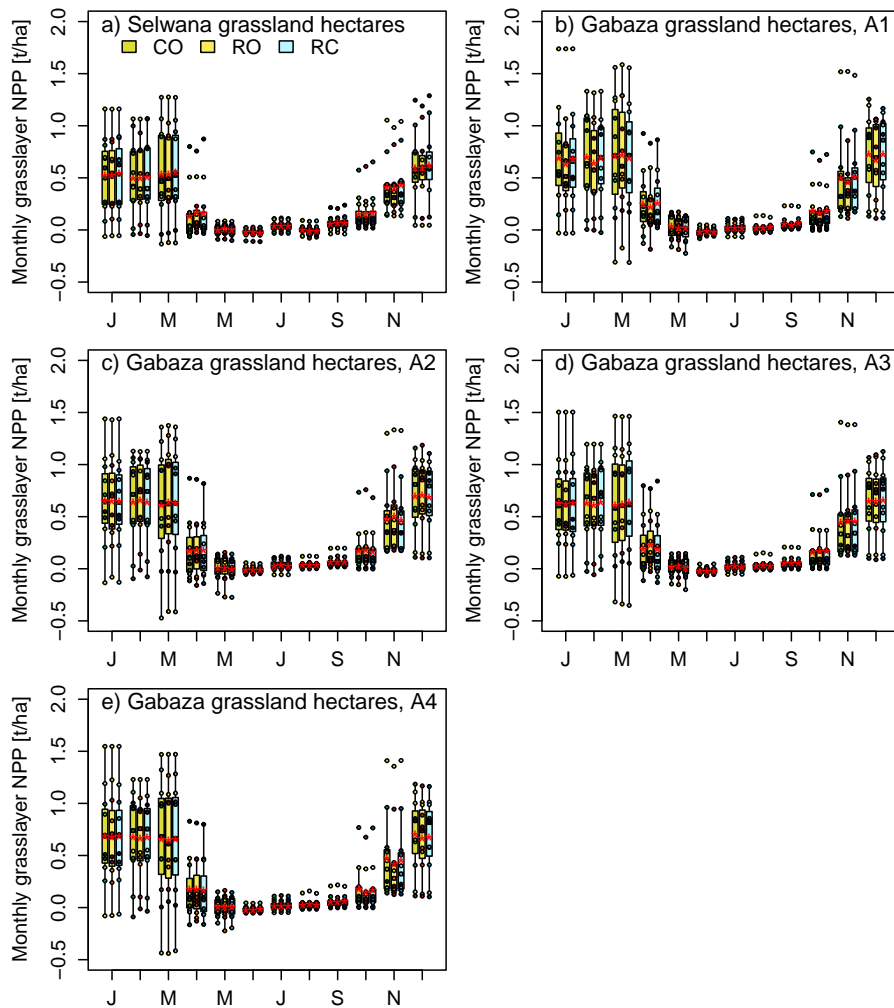 a) Selwana grassland hectares
CO RO RC
Monthly grasslayer NPP [t/ha]
2.0
1.5
1.0
0.5
0.0
−0.5
J M M J S N
b) Gabaza grassland hectares, A1
Monthly grasslayer NPP [t/ha]
2.0
1.5
1.0
0.5
0.0
−0.5
J M M J S N
c) Gabaza grassland hectares, A2
Monthly grasslayer NPP [t/ha]
2.0
1.5
1.0
0.5
0.0
−0.5
J M M J S N
d) Gabaza grassland hectares, A3
Monthly grasslayer NPP [t/ha]
2.0
1.5
1.0
0.5
0.0
−0.5
J M M J S N
e) Gabaza grassland hectares, A4
Monthly grasslayer NPP [t/ha]
2.0
1.5
1.0
0.5
0.0
−0.5
J M M J S N